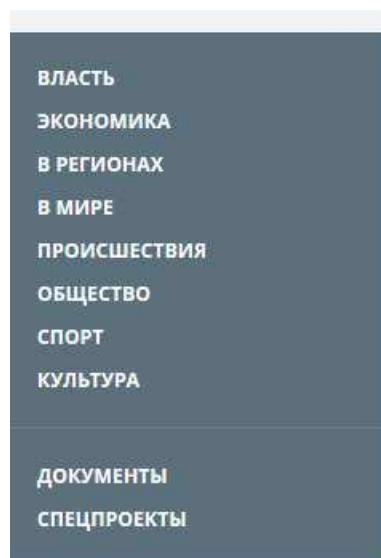 ВЛАСТЬ
ЭКОНОМИКА
В РЕГИОНАХ
В МИРЕ
ПРОИСШЕСТВИЯ
ОБЩЕСТВО
СПОРТ
КУЛЬТУРА
ДОКУМЕНТЫ
СПЕЦПРОЕКТЫ